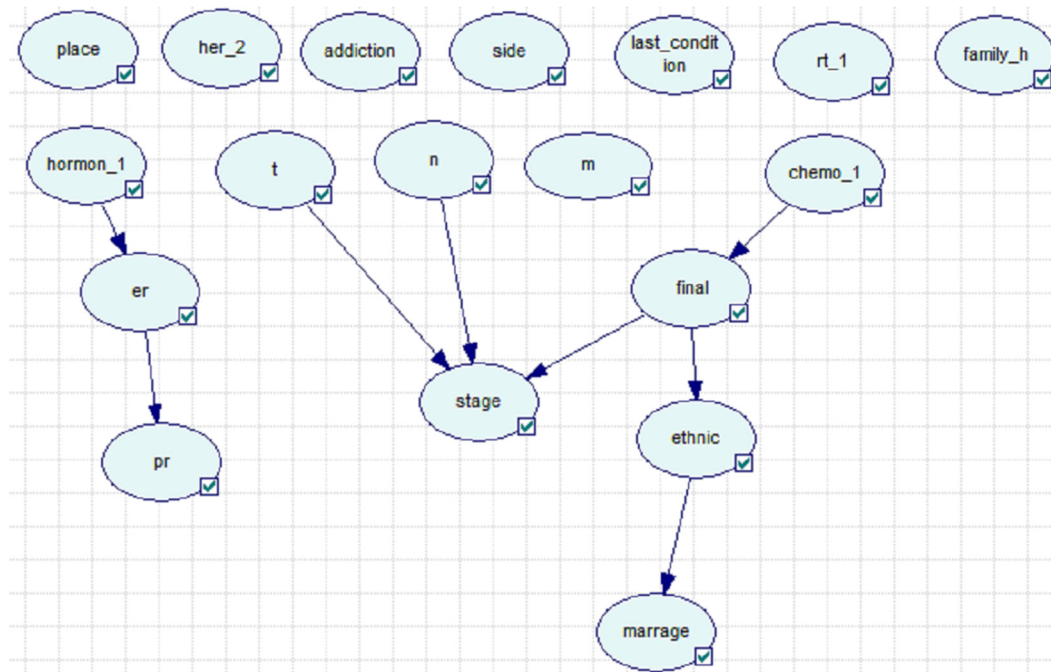 place
her_2
addiction
side
last_condit
ion
rt_1
family_h
hormon_1
t
n
m
chemo_1
er
final
stage
ethnic
pr
marrage